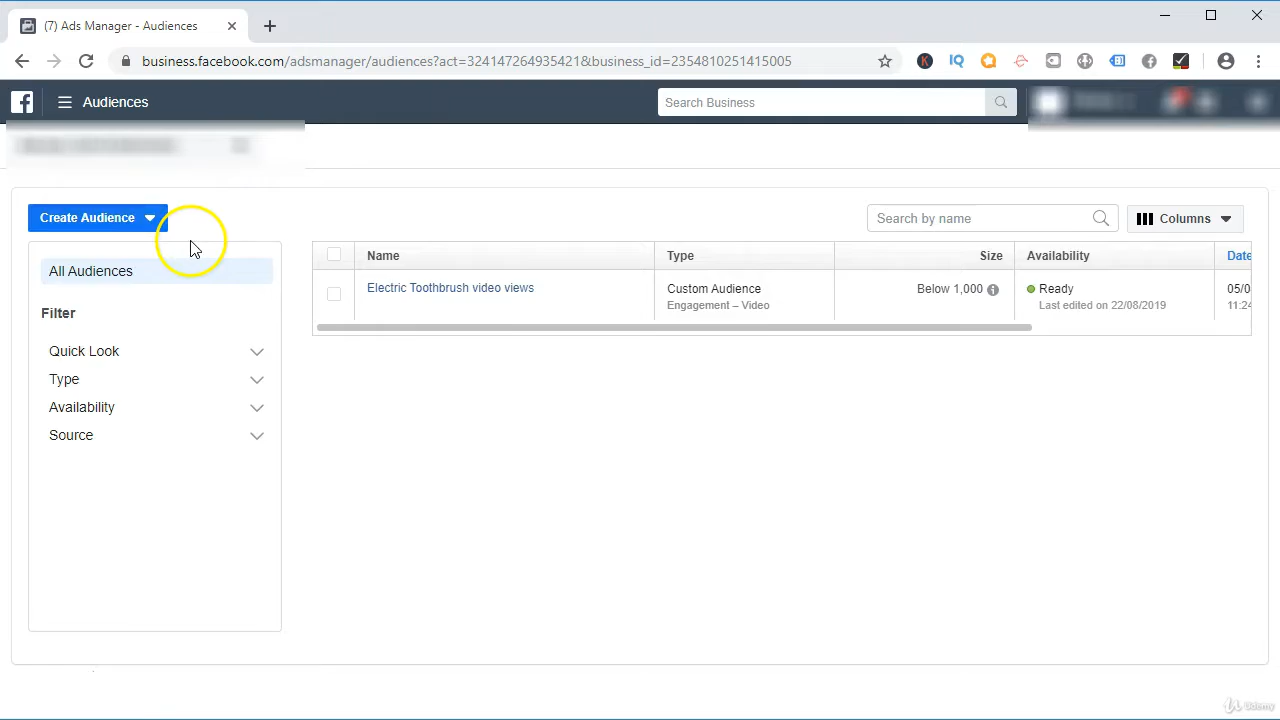 (7) Ads Manager - Audiences
business.facebook.com/adsmanager/audiences?act=324147264935421&business_id=2354810251415005
Audiences
Search Business
Create Audience
Search by name
Columns
All Audiences
Filter
Quick Look
Type
Availability
Source
Name Type Size Availability Date
Electric Toothbrush video views Custom Audience Below 1,000 Ready 05/0
Engagement – Video Last edited on 22/08/2019 11:24
Udemy